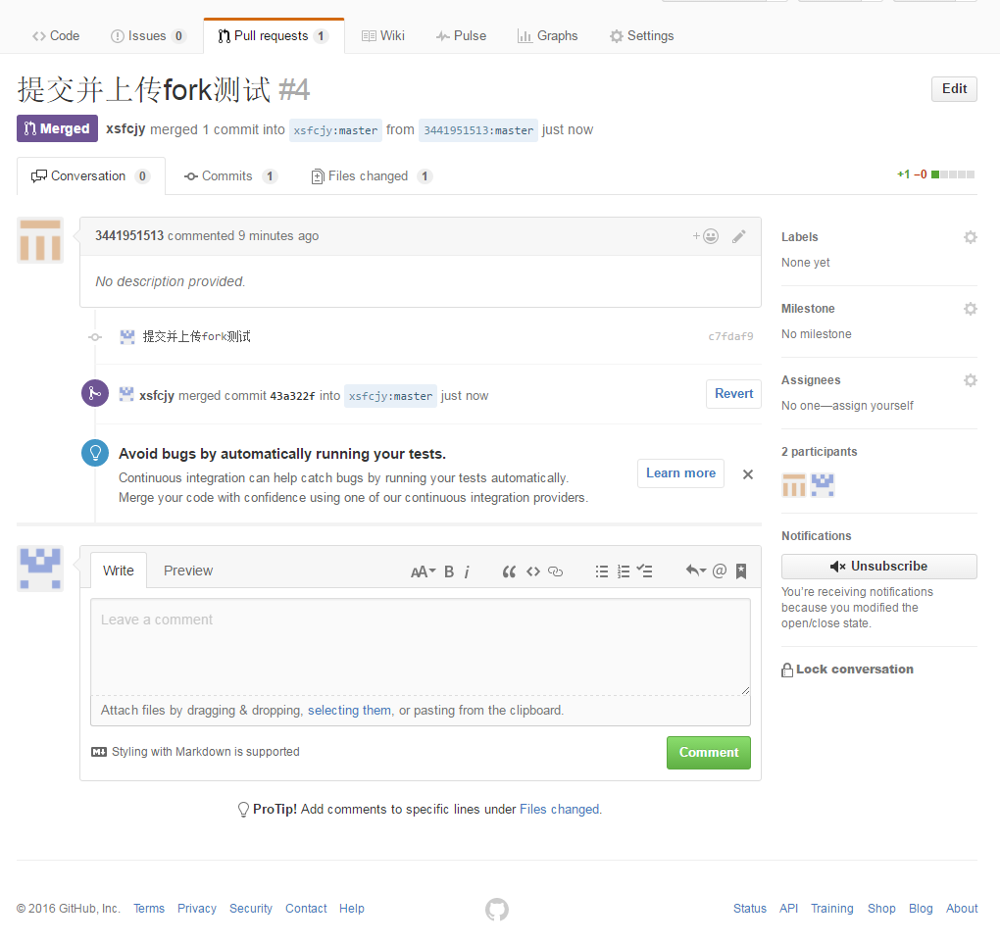 Code Issues 0 Pull requests 1 Wiki Pulse Graphs Settings
提交并上传fork测试 #4
Edit
Merged xsfcjy merged 1 commit into xsfcjy:master from 3441951513:master just now
Conversation 0 Commits 1 Files changed 1
+1 −0
3441951513 commented 9 minutes ago
No description provided.
提交并上传fork测试 c7fdaf9
xsfcjy merged commit 43a322f into xsfcjy:master just now
Revert
Avoid bugs by automatically running your tests.
Continuous integration can help catch bugs by running your tests automatically.
Merge your code with confidence using one of our continuous integration providers.
Learn more
Labels
None yet
Milestone
No milestone
Assignees
No one—assign yourself
2 participants
Notifications
Unsubscribe
You're receiving notifications
because you modified the
open/close state.
Lock conversation
Write Preview
AA B i
Leave a comment
Attach files by dragging & dropping, selecting them, or pasting from the clipboard.
Styling with Markdown is supported
Comment
ProTip! Add comments to specific lines under Files changed.
© 2016 GitHub, Inc. Terms Privacy Security Contact Help
Status API Training Shop Blog About